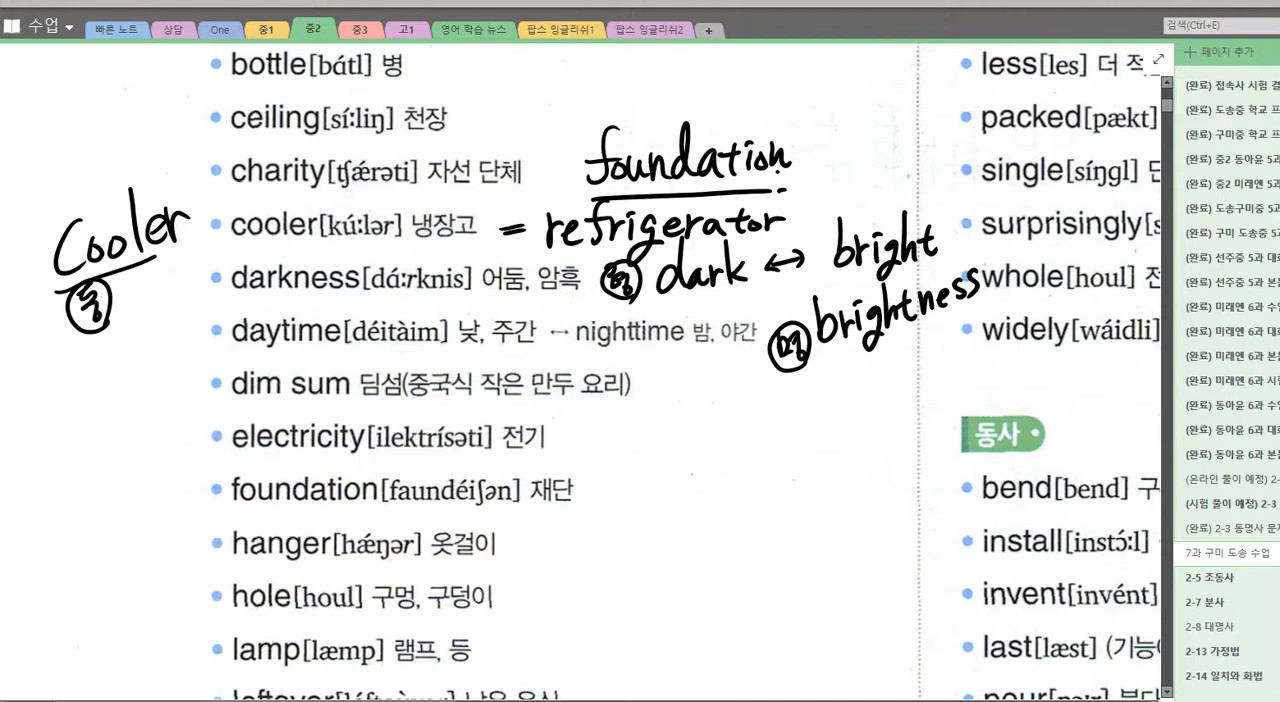 수업
빠른 노트 상담 One 중1 중2 중3 고1 영어 학습 뉴스 팝스 잉글리쉬1 팝스 잉글리쉬2 +
검색(Ctrl+E)
페이지 추가
bottle[bátl] 병
ceiling[síːliŋ] 천장
charity[tʃǽrəti] 자선 단체
foundation
cooler[kúːlər] 냉장고 = refrigerator
Cooler
darkness[dáːrknis] 어둠, 암흑
dark ↔ bright
daytime[déitàim] 낮, 주간 ↔ nighttime 밤, 야간
brightness
dim sum 딤섬(중국식 작은 만두 요리)
electricity[ilektrísəti] 전기
foundation[faundéiʃən] 재단
hanger[hǽŋər] 옷걸이
hole[houl] 구멍, 구덩이
lamp[læmp] 램프, 등
less[les] 더
packed[pækt]
single[síŋgl]
surprisingly
whole[houl]
widely[wáidli]
동사
bend[bend]
install[instɔ́ːl]
invent[invént]
last[læst]
(완료) 접속사 시험
(완료) 도송중 학교
(완료) 구미중 학교
(완료) 중2 동아윤
(완료) 중2 미래엔
(완료) 도송구미중
(완료) 구미 도송중
(완료) 선주중 5과
(완료) 선주중 5과
(완료) 미래엔 6과
(완료) 미래엔 6과
(완료) 미래엔 6과
(완료) 미래엔 6과
(완료) 동아윤 6과
(완료) 동아윤 6과
(완료) 동아윤 6과
(온라인 풀이 예정)
(시험 풀이 예정) 2-3
(완료) 2-3 동명사
7과 구미 도송 수업
2-5 조동사
2-7 분사
2-8 대명사
2-13 가정법
2-14 일치와 화법